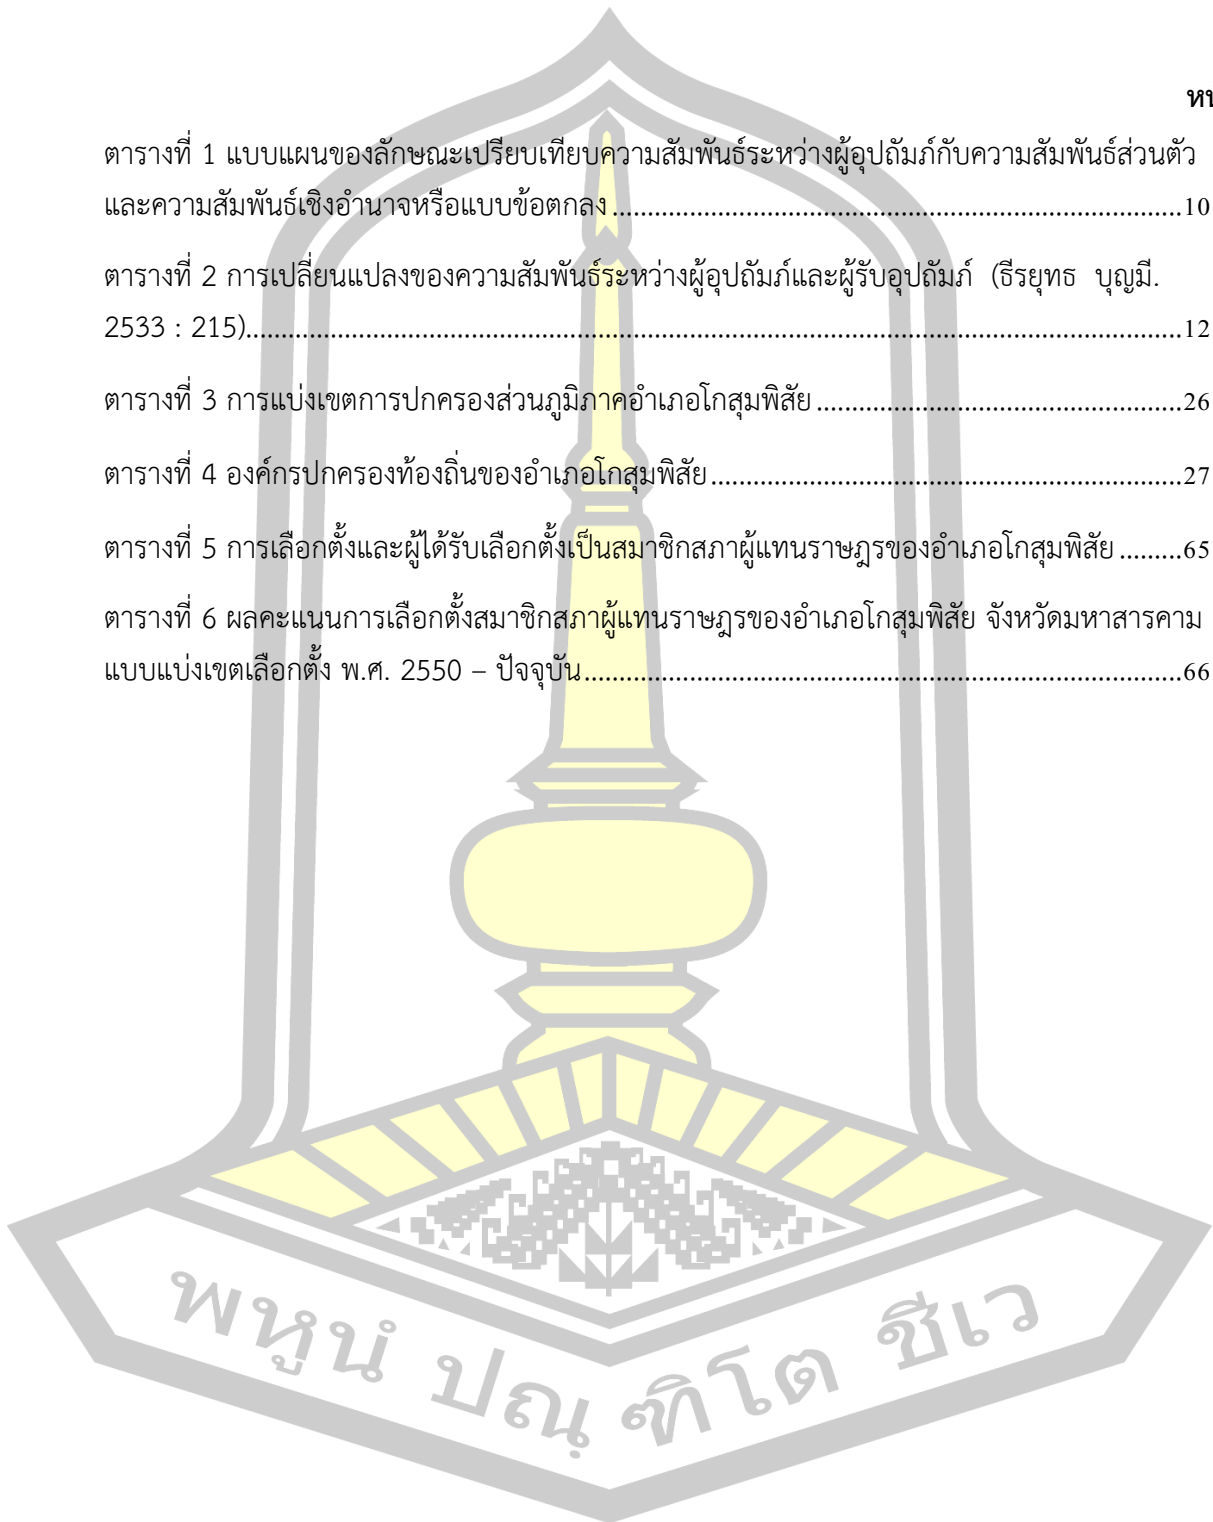 ตารางที่ 1 แบบแผนของลักษณะเปรียบเทียบความสัมพันธ์ระหว่างผู้อุปถัมภ์กับความสัมพันธ์ส่วนตัว
และความสัมพันธ์เชิงอำนาจหรือแบบข้อตกลง ..........................................................................................10
ตารางที่ 2 การเปลี่ยนแปลงของความสัมพันธ์ระหว่างผู้อุปถัมภ์และผู้รับอุปถัมภ์ (ธีรยุทธ บุญมี.
2533 : 215)....................................................................................................................................................12
ตารางที่ 3 การแบ่งเขตการปกครองส่วนภูมิภาคอำเภอโกสุมพิสัย .........................................................26
ตารางที่ 4 องค์กรปกครองท้องถิ่นของอำเภอโกสุมพิสัย..........................................................................27
ตารางที่ 5 การเลือกตั้งและผู้ได้รับเลือกตั้งเป็นสมาชิกสภาผู้แทนราษฎรของอำเภอโกสุมพิสัย .........65
ตารางที่ 6 ผลคะแนนการเลือกตั้งสมาชิกสภาผู้แทนราษฎรของอำเภอโกสุมพิสัย จังหวัดมหาสารคาม
แบบแบ่งเขตเลือกตั้ง พ.ศ. 2550 – ปัจจุบัน..............................................................................................66
พหูนํ ปณฺฑิโต ชีเว